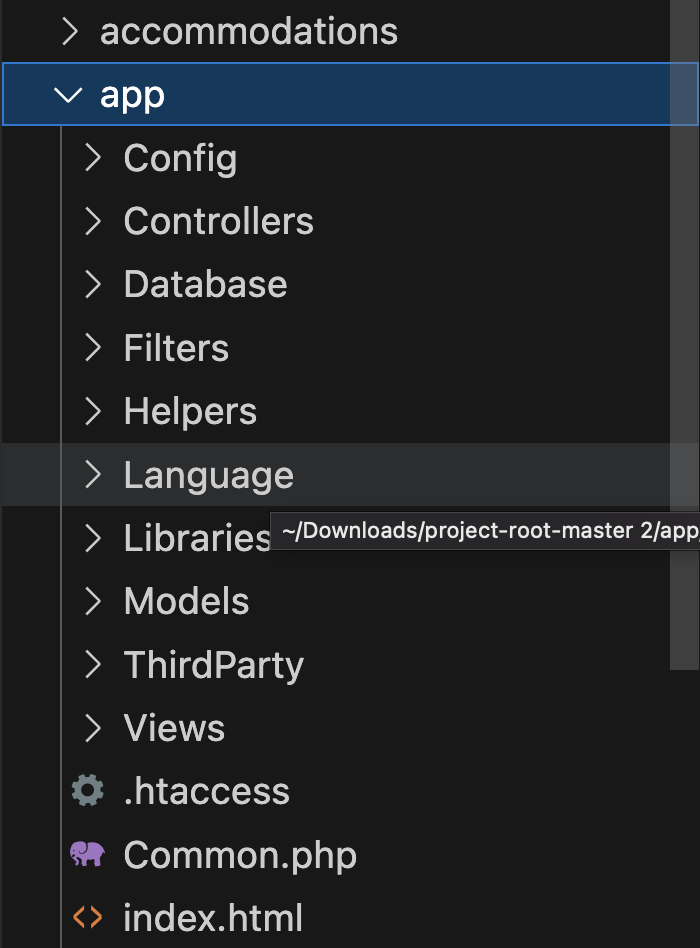 accommodations
app
Config
Controllers
Database
Filters
Helpers
Language
Libraries
~/Downloads/project-root-master 2/app
Models
ThirdParty
Views
.htaccess
Common.php
index.html